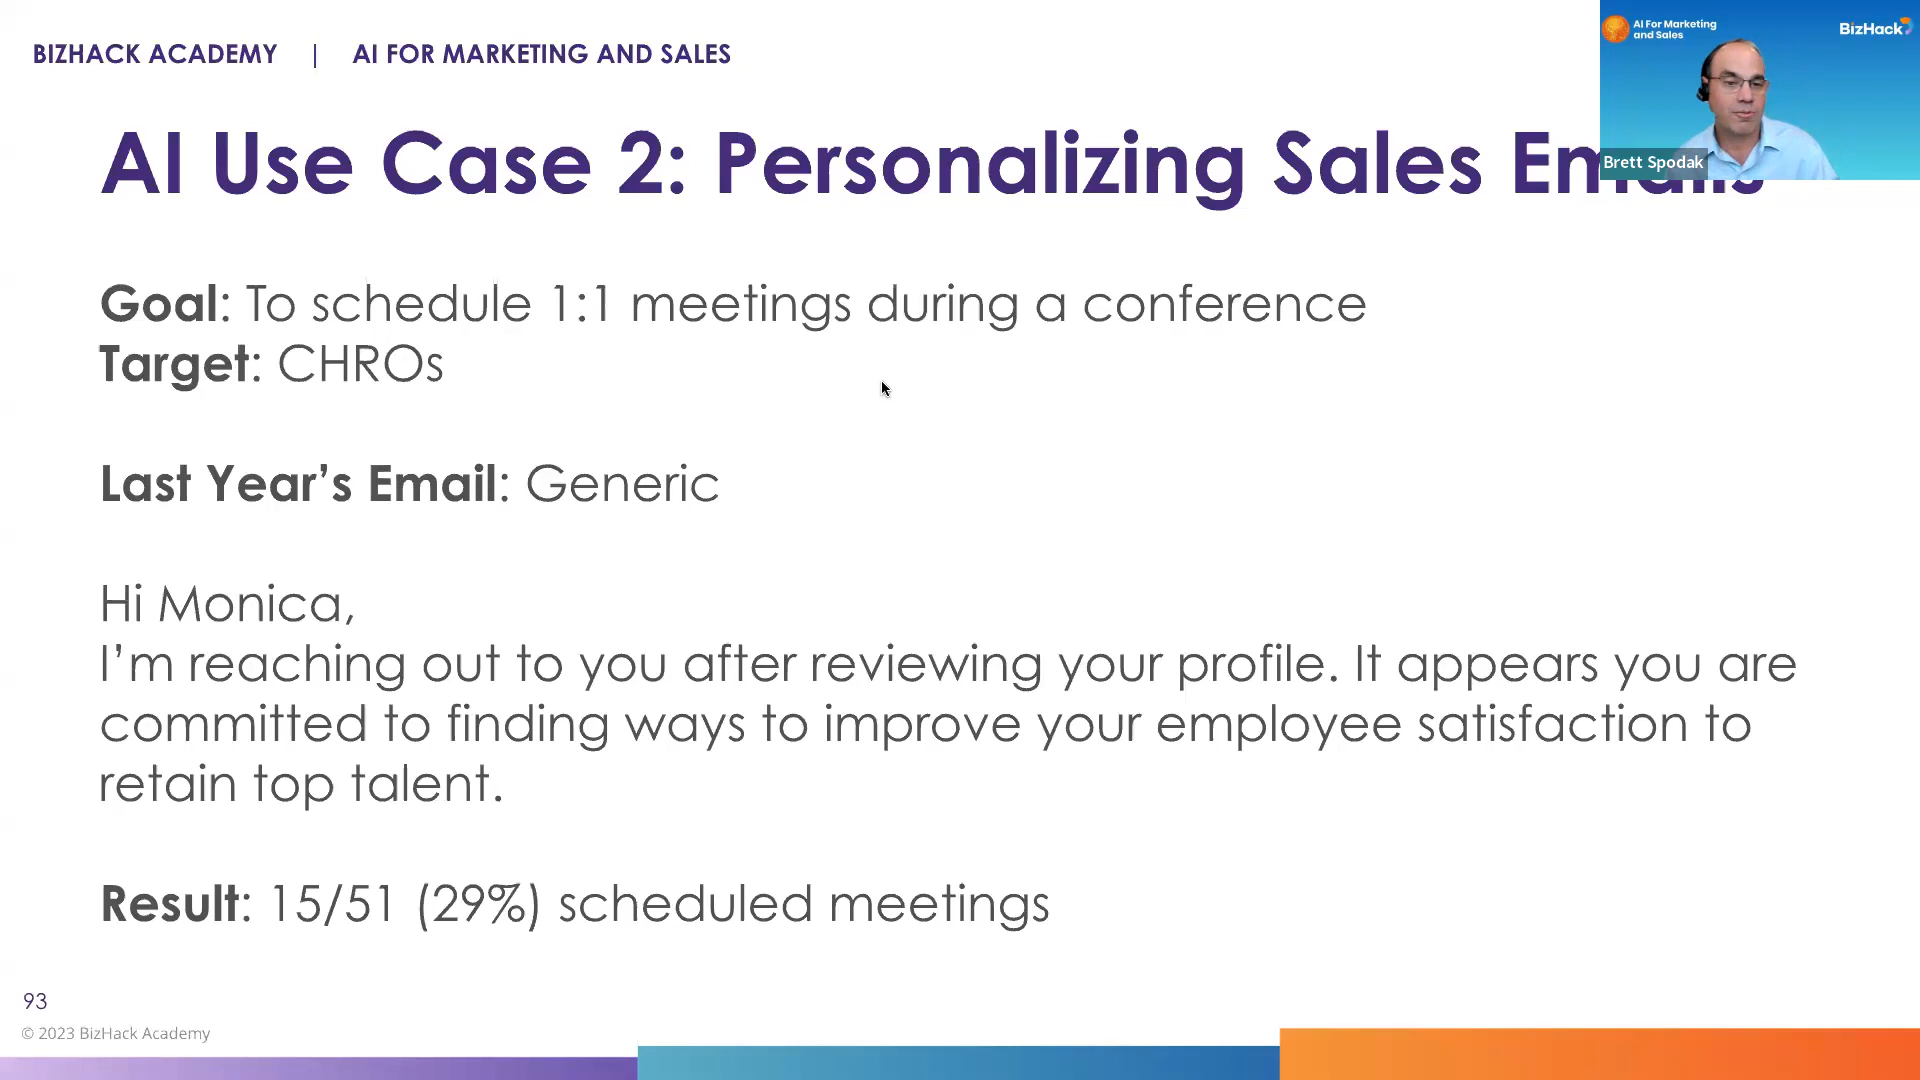 BIZHACK ACADEMY | AI FOR MARKETING AND SALES
AI For Marketing
and Sales
BizHack
Brett Spodak
AI Use Case 2: Personalizing Sales Emails
Goal: To schedule 1:1 meetings during a conference
Target: CHROs
Last Year’s Email: Generic
Hi Monica,
I’m reaching out to you after reviewing your profile. It appears you are
committed to finding ways to improve your employee satisfaction to
retain top talent.
Result: 15/51 (29%) scheduled meetings
93
© 2023 BizHack Academy